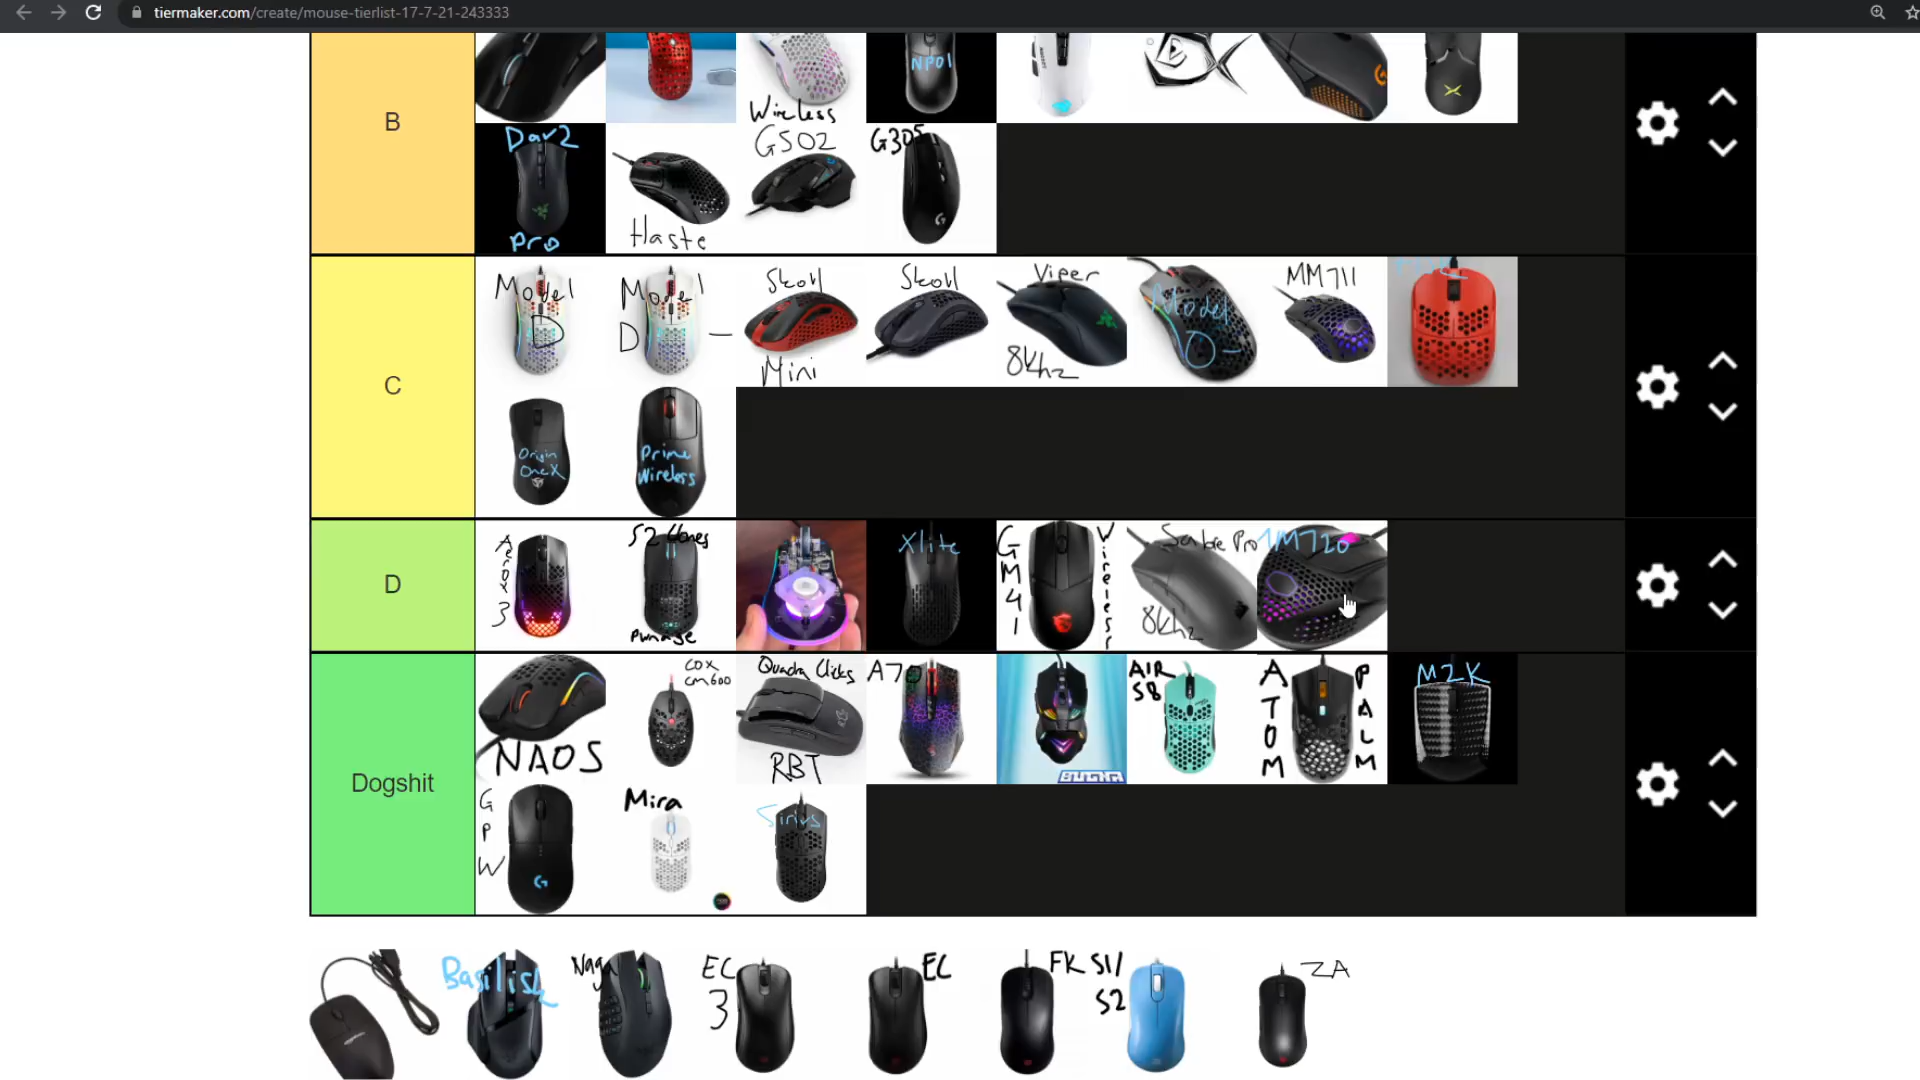 tiermaker.com/create/mouse-tierlist-17-7-21-243333
B
Wireless
NP01
Dav2
Pro
Haste
G502
G305
C
Model
D
Model
D -
Skoll
Mini
Skoll
Viper
8Khz
Model
O-
MM711
Origin
One X
Prime
Wireless
D
Aerox
3
S2 Clones
Pwnage
Xlite
GM41
Wireless
Sabre Pro
8Khz
MM720
Dogshit
NAOS
COX
CM600
Quadra Clicks
RBT
A70
AIR
58
ATOM
PALM
M2K
GPW
Mira
Sirius
Basilisk
Naga
EC
3
EC
FK
S1/
S2
ZA